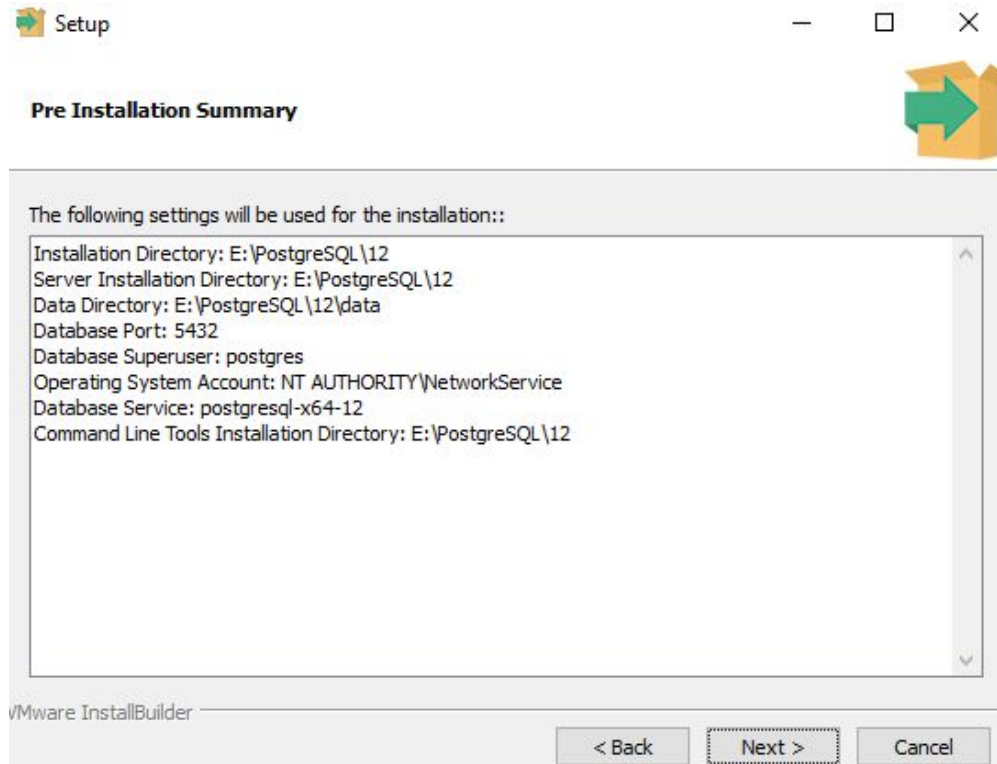 Setup
Pre Installation Summary
The following settings will be used for the installation::
Installation Directory: E:\PostgreSQL\12
Server Installation Directory: E:\PostgreSQL\12
Data Directory: E:\PostgreSQL\12\data
Database Port: 5432
Database Superuser: postgres
Operating System Account: NT AUTHORITY\NetworkService
Database Service: postgresql-x64-12
Command Line Tools Installation Directory: E:\PostgreSQL\12
VMware InstallBuilder
< Back
Next >
Cancel